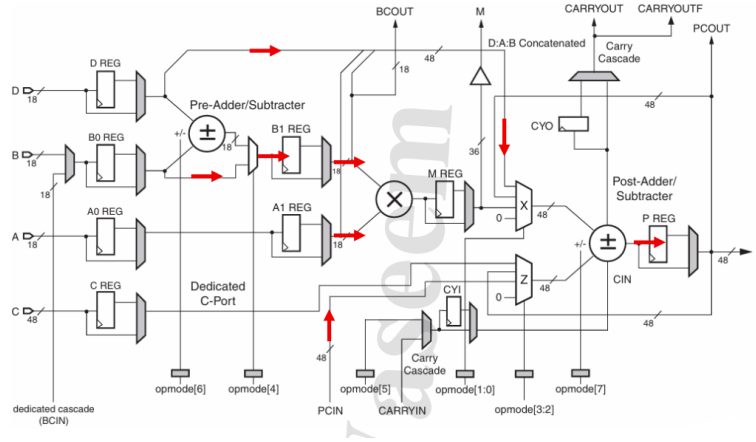 BCOUT
M
CARRYOUT
CARRYOUTF
PCOUT
D:A:B Concatenated
Carry
Cascade
D REG
D
18
48
18
48
Pre-Adder/Subtracter
+/-
±
18
B0 REG
B
18
18
B1 REG
18
CYO
36
M REG
×
Post-Adder/
Subtracter
A0 REG
A
18
A1 REG
18
X
0
48
P REG
±
+/-
CIN
48
C REG
C
48
Dedicated
C-Port
Z
0
48
CYI
48
48
Carry
Cascade
opmode[6]
opmode[4]
opmode[5]
opmode[1:0]
opmode[7]
opmode[3:2]
dedicated cascade
(BCIN)
PCIN
CARRYIN
y aseem